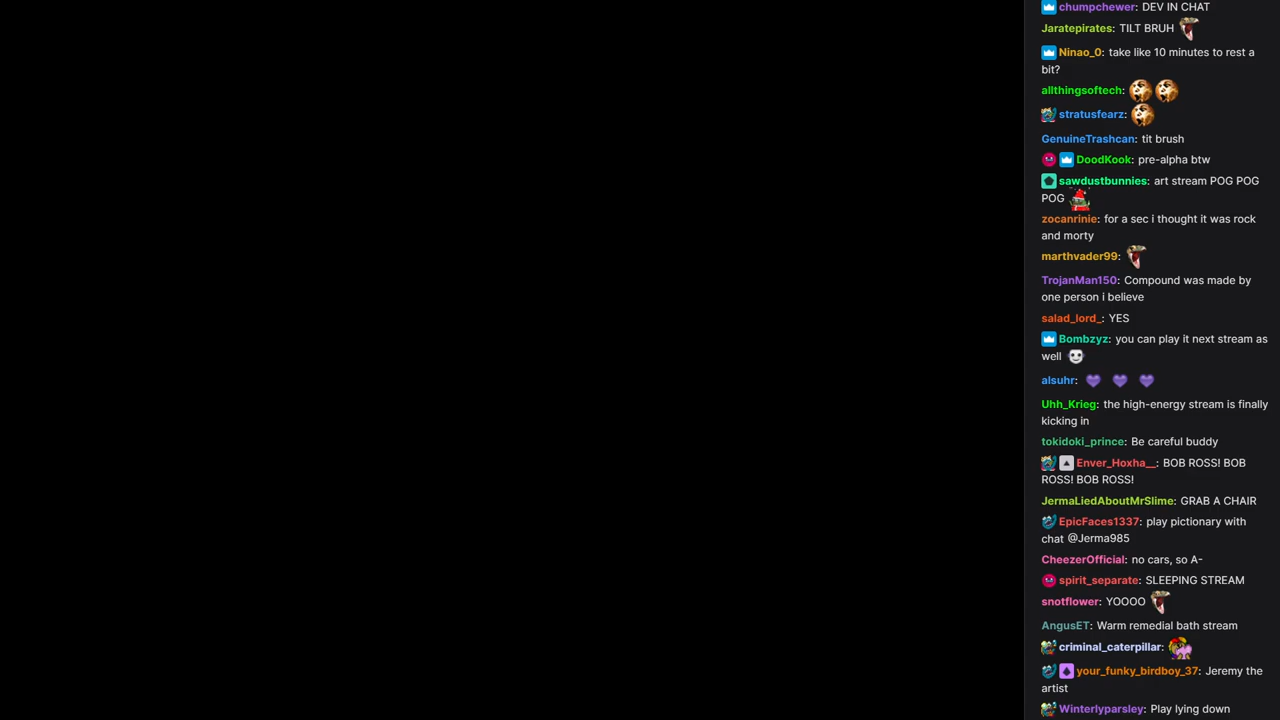 chumpchewer: DEV IN CHAT
Jaratepirates: TILT BRUH
Ninao_0: take like 10 minutes to rest a
bit?
allthingsoftech:
stratusfearz:
GenuineTrashcan: tit brush
DoodKook: pre-alpha btw
sawdustbunnies: art stream POG POG
POG
zocanrinie: for a sec i thought it was rock
and morty
marthvader99:
TrojanMan150: Compound was made by
one person i believe
salad_lord_: YES
Bombzyz: you can play it next stream as
well
alsuhr:
Uhh_Krieg: the high-energy stream is finally
kicking in
tokidoki_prince: Be careful buddy
Enver_Hoxha__: BOB ROSS! BOB
ROSS! BOB ROSS!
JermaLiedAboutMrSlime: GRAB A CHAIR
EpicFaces1337: play pictionary with
chat @Jerma985
CheezerOfficial: no cars, so A-
spirit_separate: SLEEPING STREAM
snotflower: YOOOO
AngusET: Warm remedial bath stream
criminal_caterpillar:
your_funky_birdboy_37: Jeremy the
artist
Winterlyparsley: Play lying down